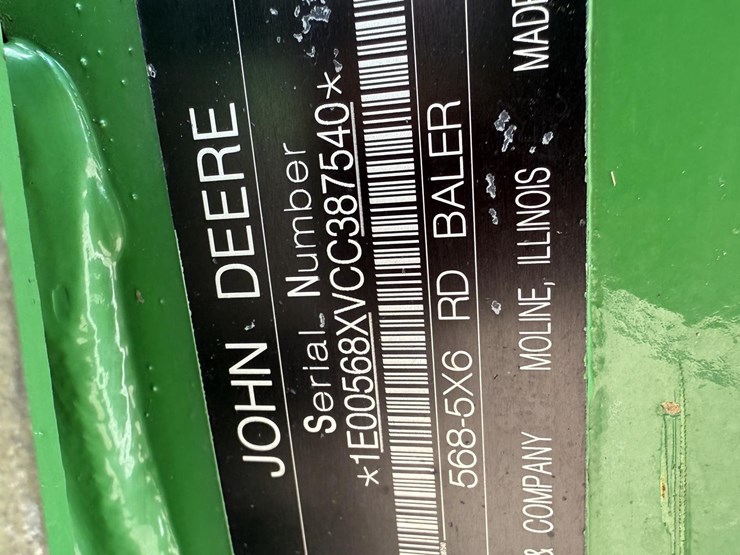 JOHN DEERE
Serial Number
*1E00568XVCC387540*
568-5X6 RD BALER
& COMPANY MOLINE, ILLINOIS MADE